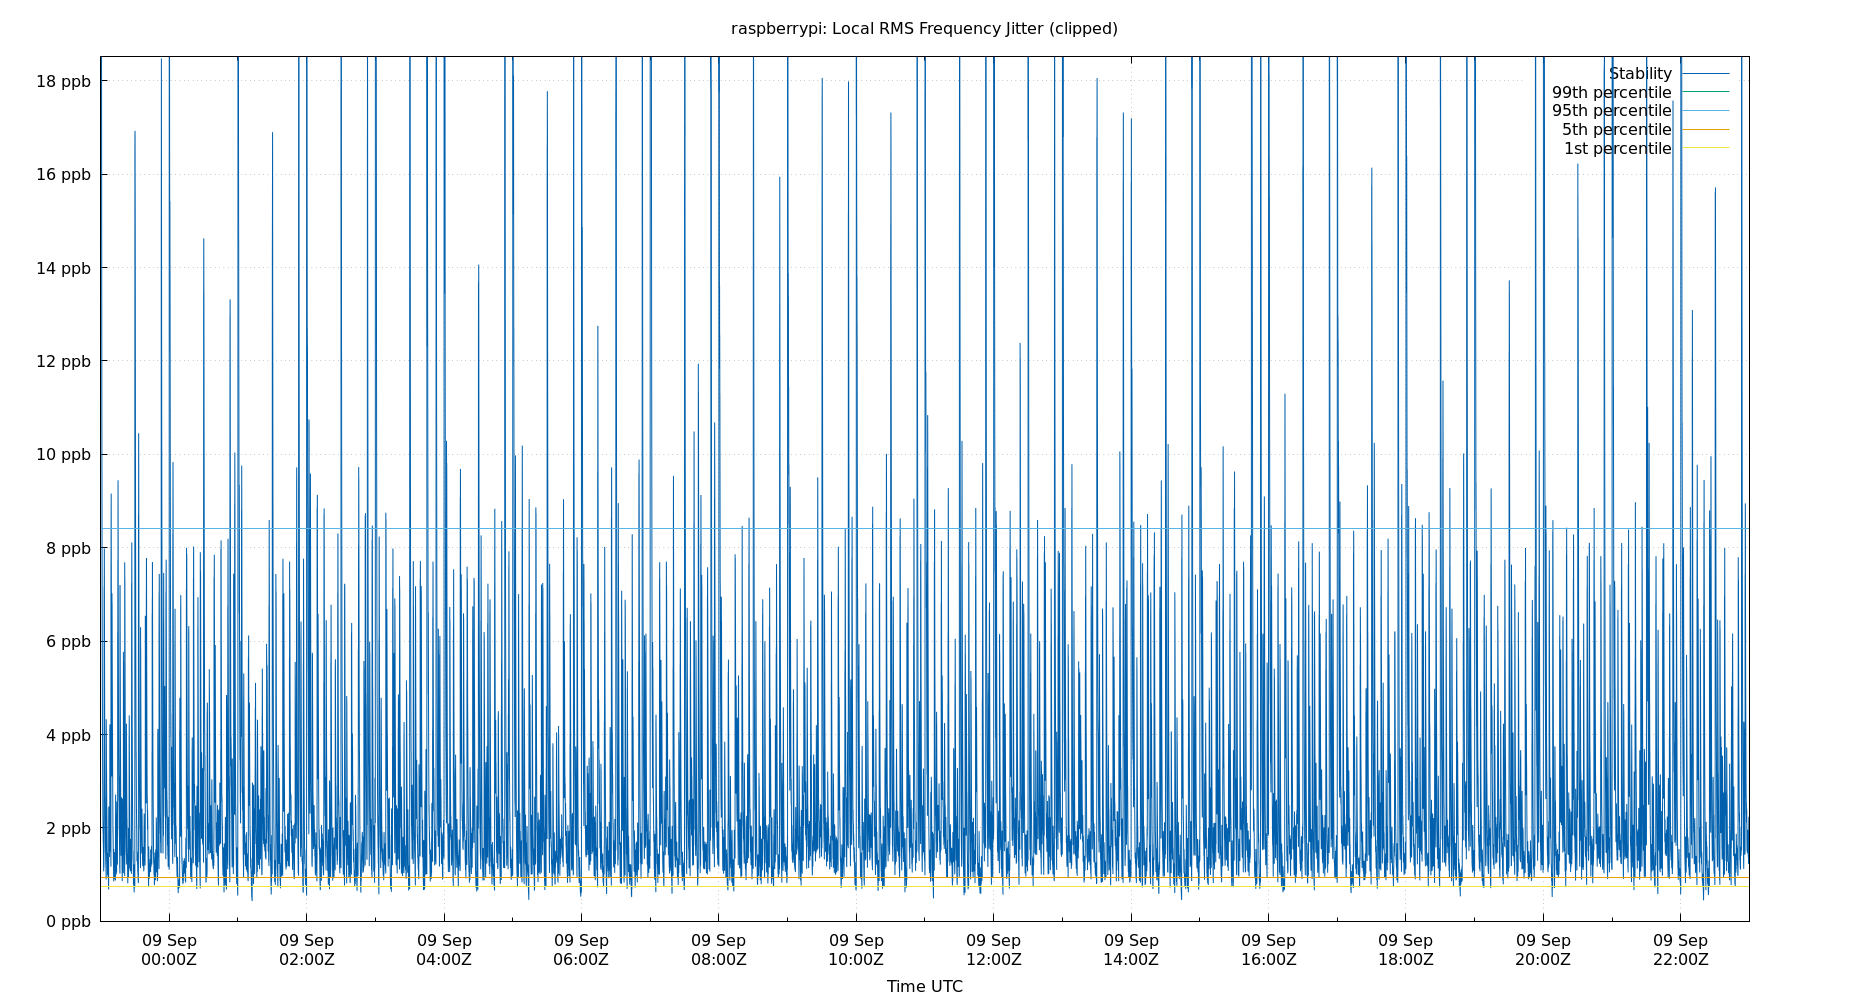 raspberrypi: Local RMS Frequency Jitter (clipped)
Stability
99th percentile
95th percentile
5th percentile
1st percentile
18 ppb
16 ppb
14 ppb
12 ppb
10 ppb
8 ppb
6 ppb
4 ppb
2 ppb
0 ppb
09 Sep 09 Sep 09 Sep 09 Sep 09 Sep 09 Sep 09 Sep 09 Sep 09 Sep 09 Sep 09 Sep 09 Sep
00:00Z 02:00Z 04:00Z 06:00Z 08:00Z 10:00Z 12:00Z 14:00Z 16:00Z 18:00Z 20:00Z 22:00Z
Time UTC